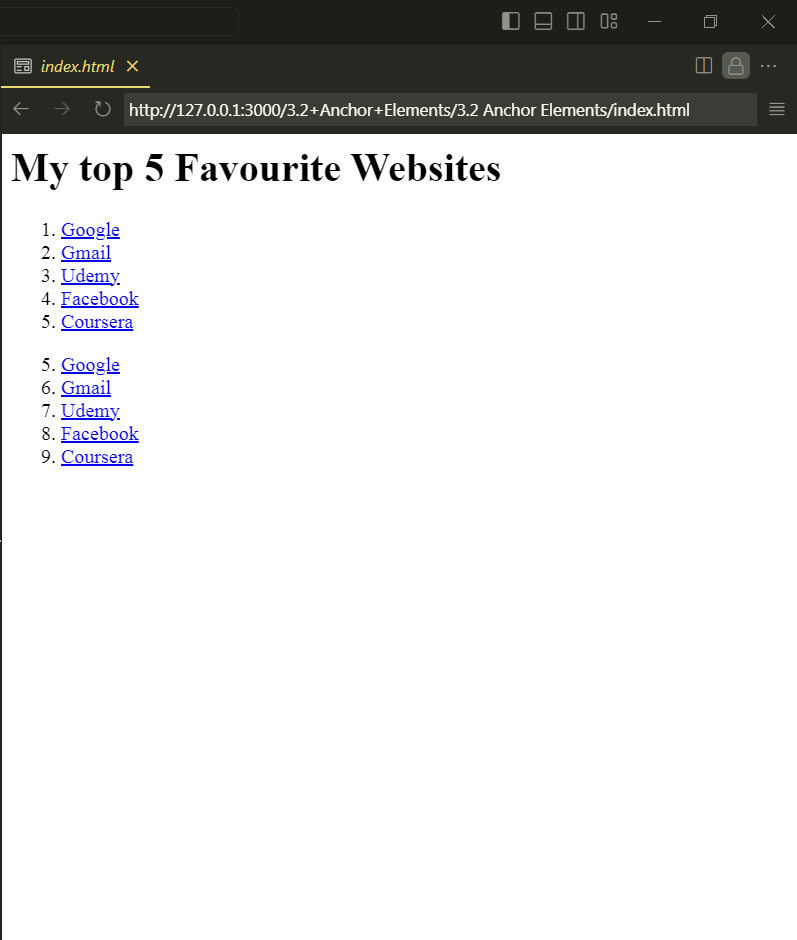 index.html
http://127.0.0.1:3000/3.2+Anchor+Elements/3.2 Anchor Elements/index.html
My top 5 Favourite Websites
1. Google
2. Gmail
3. Udemy
4. Facebook
5. Coursera
5. Google
6. Gmail
7. Udemy
8. Facebook
9. Coursera